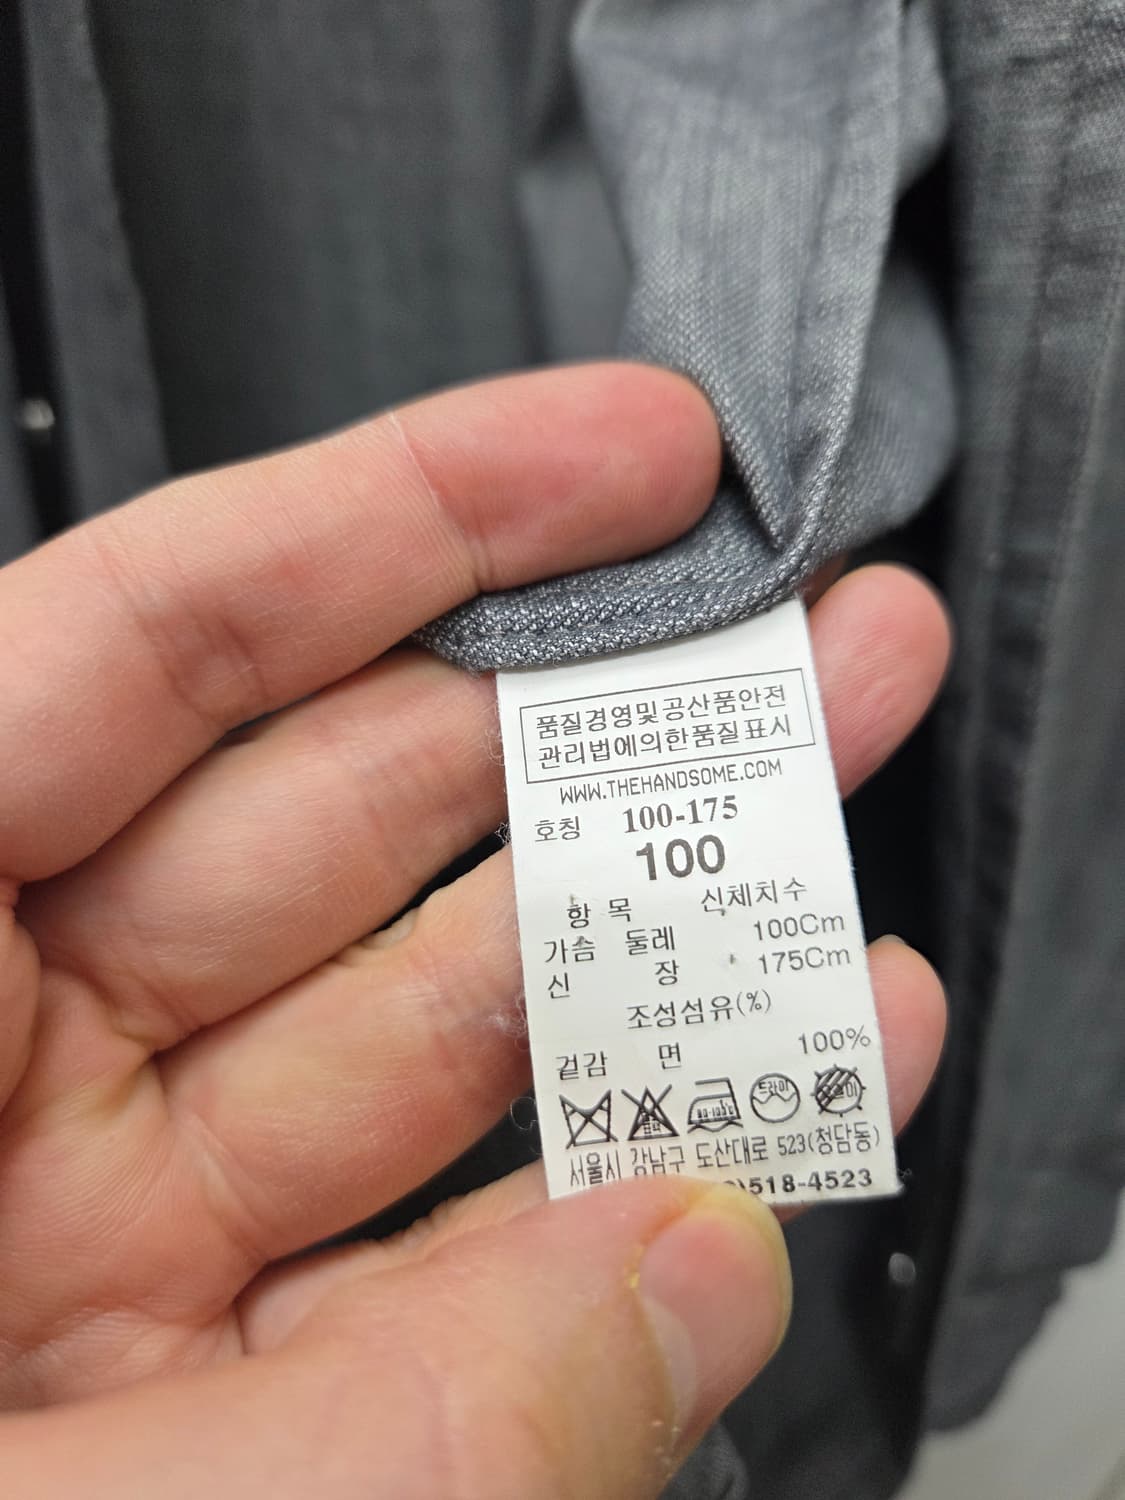 품질경영및공산품안전
관리법에의한품질표시
WWW.THEHANDSOME.COM
호칭 100-175
100
항 목 신체치수
가슴 둘레 100Cm
신 장 175Cm
조성섬유(%)
겉감 면 100%
80-120℃ 드라이
서울시 강남구 도산대로 523(청담동)
)518-4523